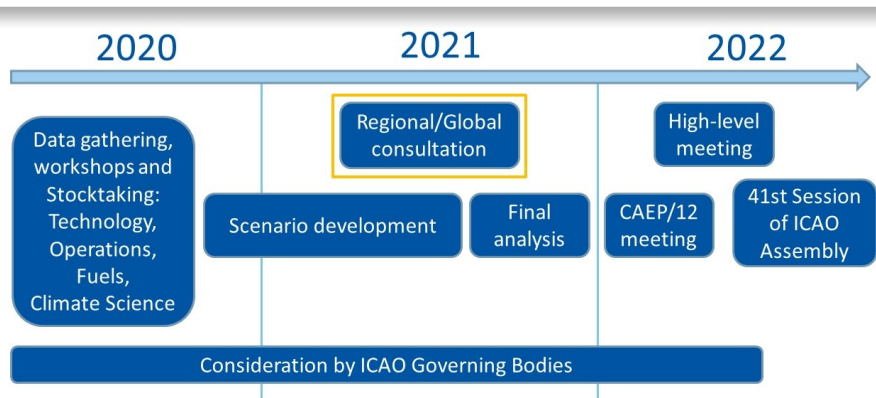 2020
2021
2022
Data gathering,
workshops and
Stocktaking:
Technology,
Operations,
Fuels,
Climate Science
Regional/Global
consultation
High-level
meeting
Scenario development
Final
analysis
CAEP/12
meeting
41st Session
of ICAO
Assembly
Consideration by ICAO Governing Bodies